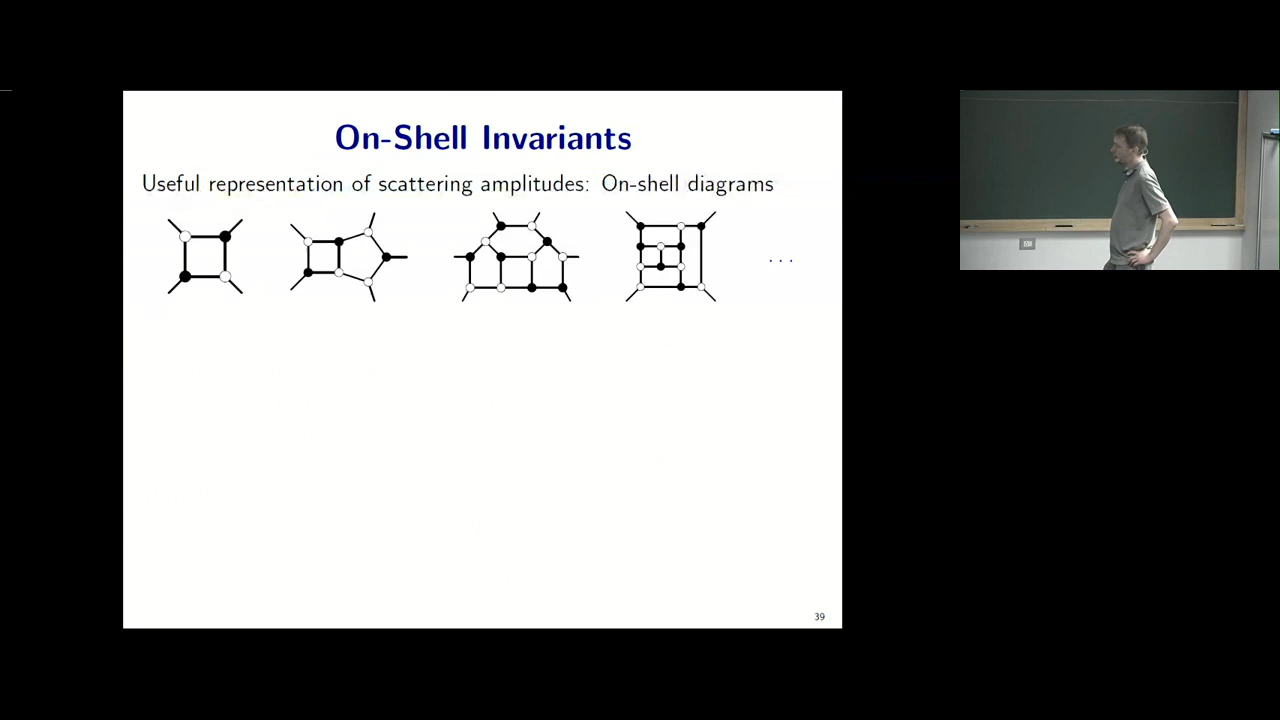 On-Shell Invariants
Useful representation of scattering amplitudes: On-shell diagrams
. . .
39